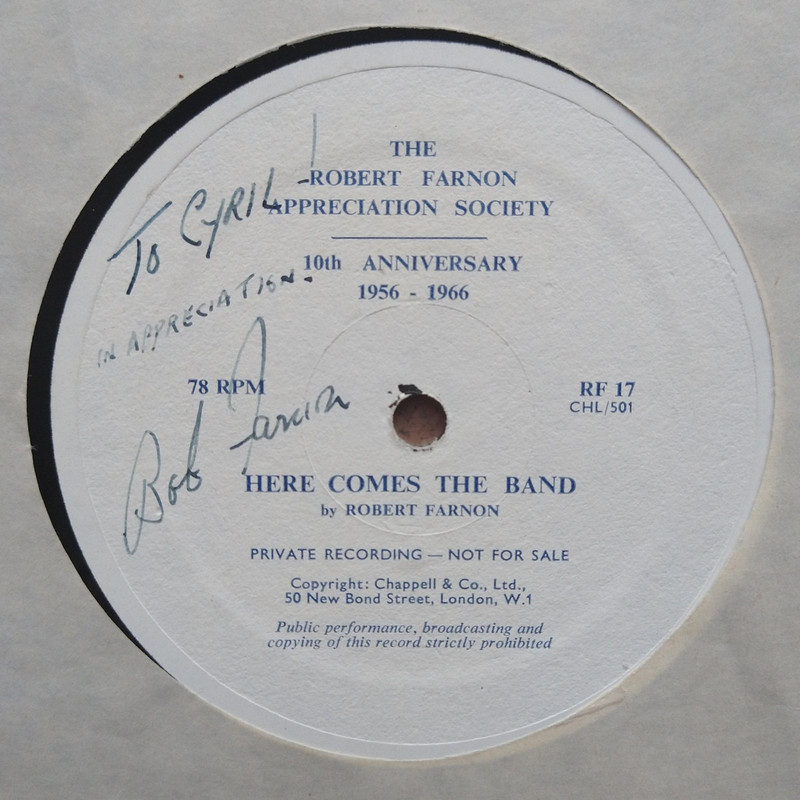 THE
ROBERT FARNON
APPRECIATION SOCIETY
10th ANNIVERSARY
1956 - 1966
To CYRIL!
IN APPRECIATION.
Bob Farnon
78 RPM
RF 17
CHL/501
HERE COMES THE BAND
by ROBERT FARNON
PRIVATE RECORDING — NOT FOR SALE
Copyright: Chappell & Co., Ltd.,
50 New Bond Street, London, W.1
Public performance, broadcasting and
copying of this record strictly prohibited